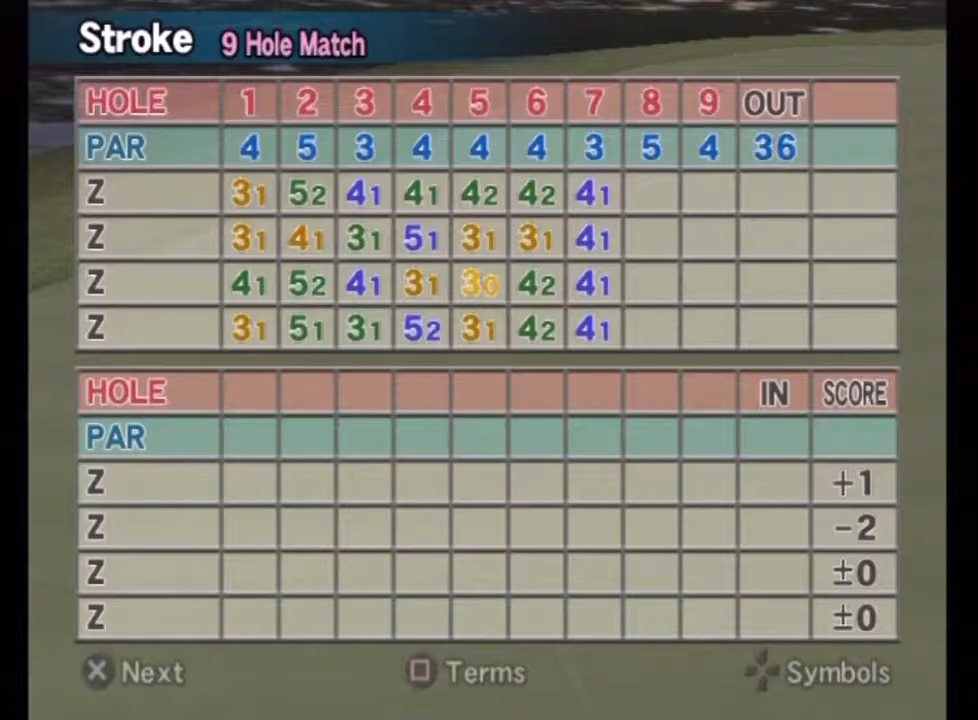 Stroke 9 Hole Match
HOLE 1 2 3 4 5 6 7 8 9 OUT
PAR 4 5 3 4 4 4 3 5 4 36
Z 31 52 41 41 42 42 41
Z 31 41 31 51 31 31 41
Z 41 52 41 31 30 42 41
Z 31 51 31 52 31 42 41
HOLE IN SCORE
PAR
Z +1
Z -2
Z ±0
Z ±0
Next Terms Symbols